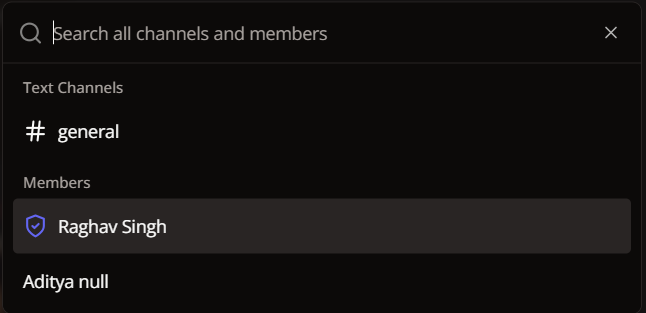 Search all channels and members
Text Channels
# general
Members
Raghav Singh
Aditya null